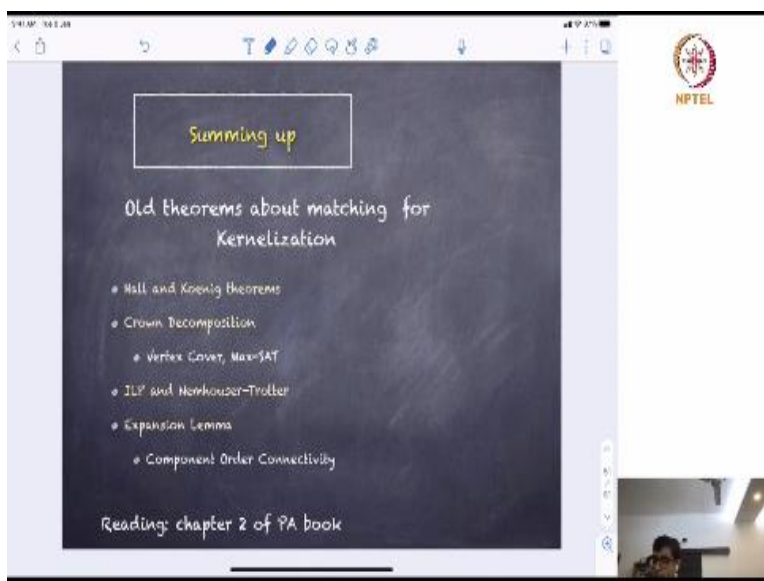 Summing up
Old theorems about matching for
Kernelization
• Hall and Koenig theorems
• Crown Decomposition
• Vertex Cover, Max-SAT
• ILP and Nemhouser-Trotter
• Expansion Lemma
• Component Order Connectivity
Reading: chapter 2 of PA book
NPTEL